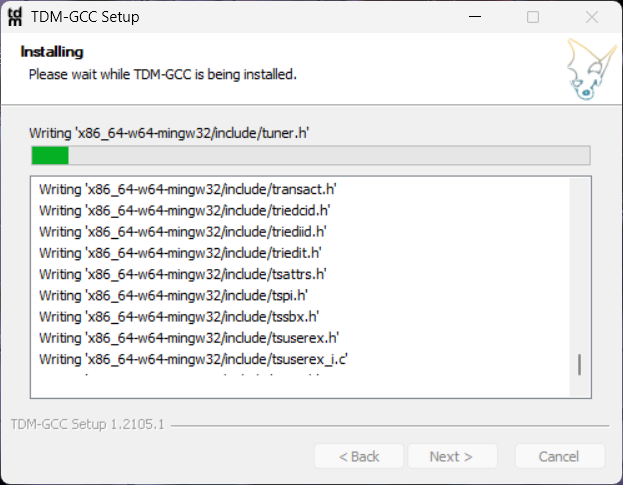 tdm TDM-GCC Setup
Installing
Please wait while TDM-GCC is being installed.
Writing 'x86_64-w64-mingw32/include/tuner.h'
Writing 'x86_64-w64-mingw32/include/transact.h'
Writing 'x86_64-w64-mingw32/include/triedcid.h'
Writing 'x86_64-w64-mingw32/include/triediid.h'
Writing 'x86_64-w64-mingw32/include/triedit.h'
Writing 'x86_64-w64-mingw32/include/tsattrs.h'
Writing 'x86_64-w64-mingw32/include/tspi.h'
Writing 'x86_64-w64-mingw32/include/tssbx.h'
Writing 'x86_64-w64-mingw32/include/tsuserex.h'
Writing 'x86_64-w64-mingw32/include/tsuserex_i.c'
TDM-GCC Setup 1.2105.1
< Back Next > Cancel